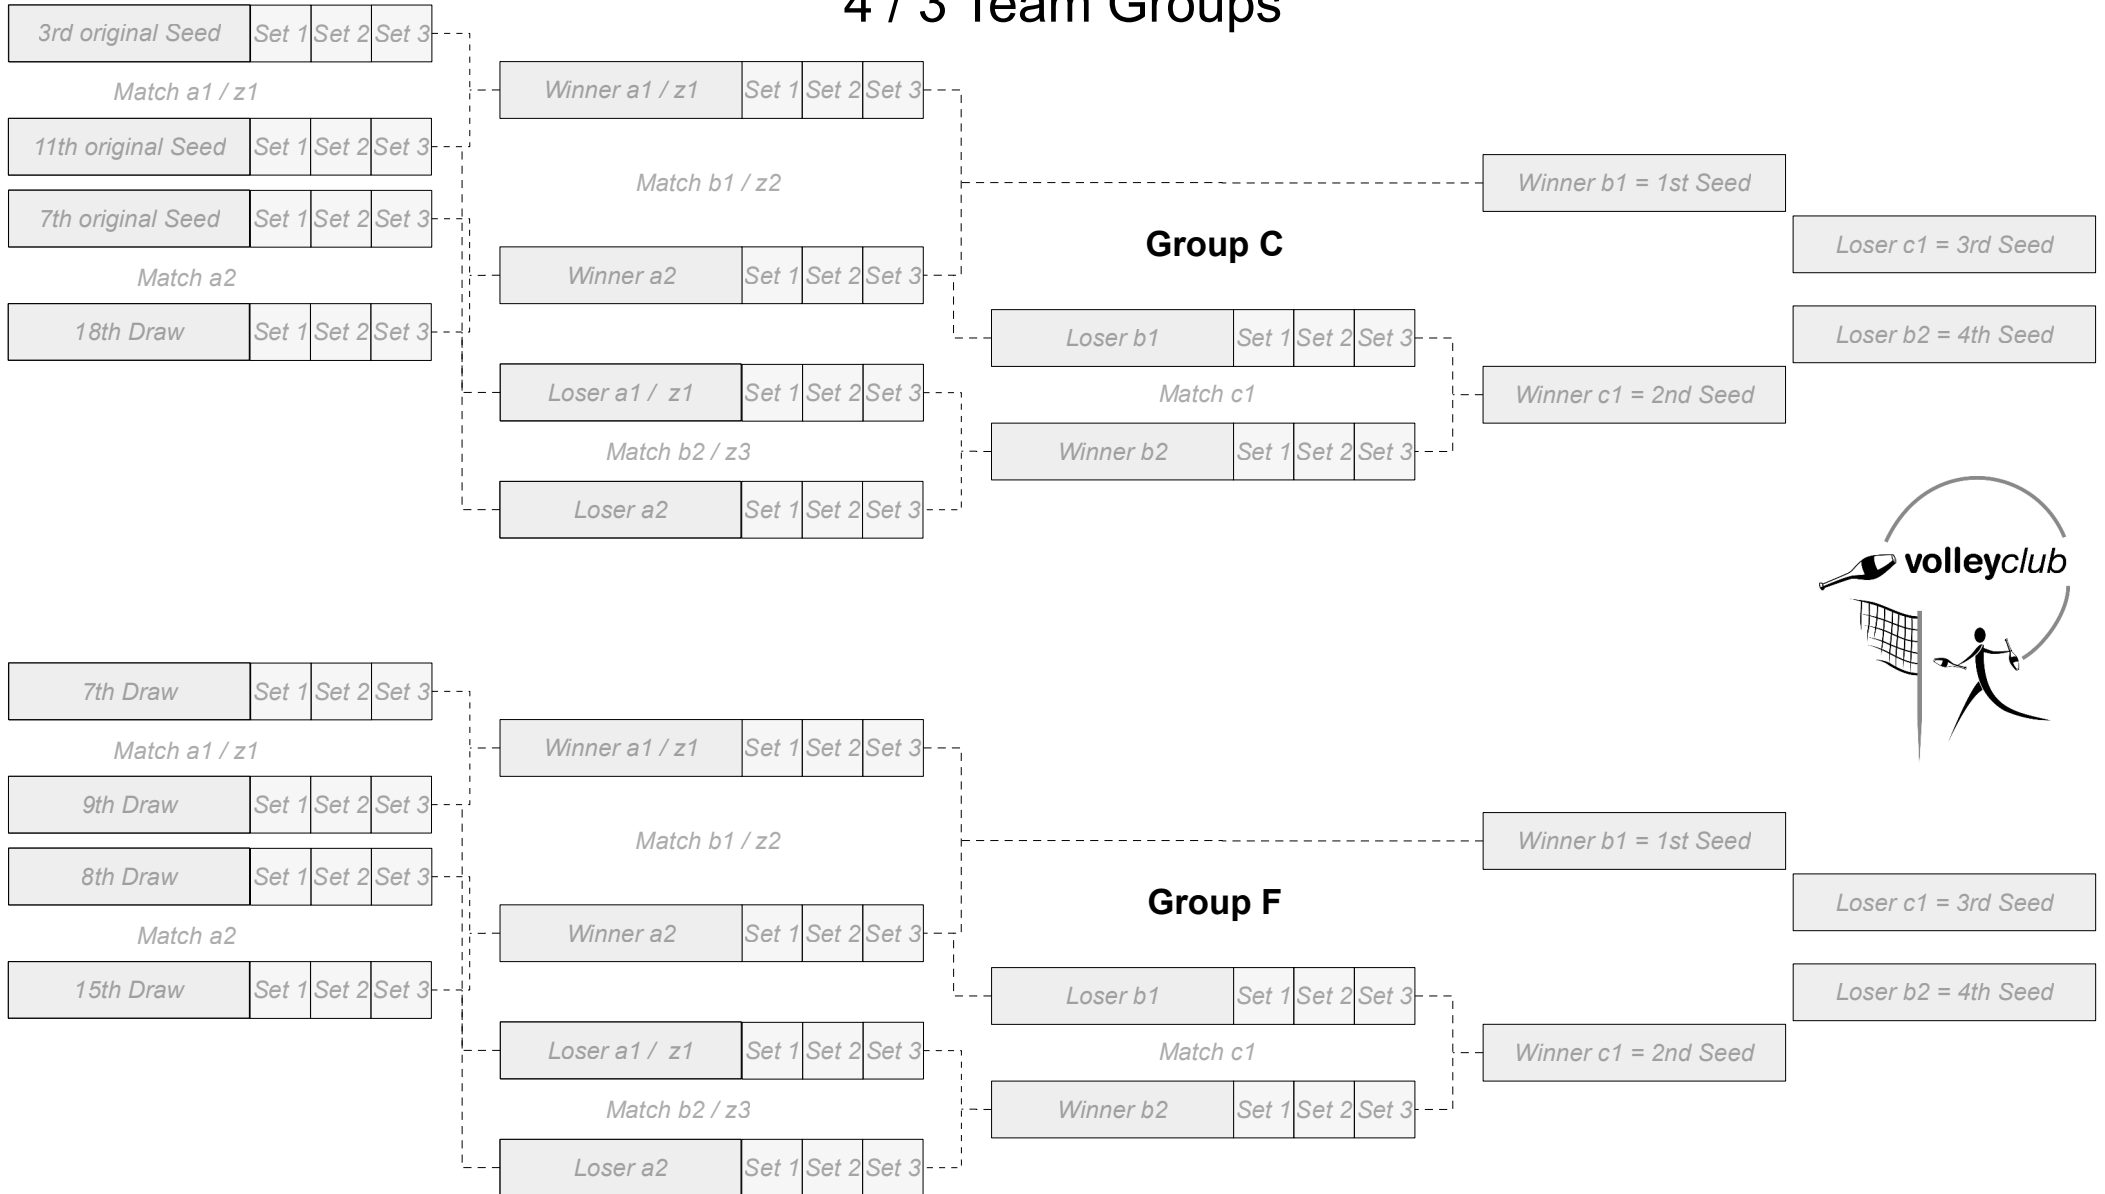 4 / 3 Team Groups
3rd original Seed Set 1 Set 2 Set 3
Match a1 / z1
11th original Seed Set 1 Set 2 Set 3
7th original Seed Set 1 Set 2 Set 3
Match a2
18th Draw Set 1 Set 2 Set 3
Winner a1 / z1 Set 1 Set 2 Set 3
Match b1 / z2
Winner a2 Set 1 Set 2 Set 3
Loser a1 / z1 Set 1 Set 2 Set 3
Match b2 / z3
Loser a2 Set 1 Set 2 Set 3
Group C
Loser b1 Set 1 Set 2 Set 3
Match c1
Winner b2 Set 1 Set 2 Set 3
Winner b1 = 1st Seed
Winner c1 = 2nd Seed
Loser c1 = 3rd Seed
Loser b2 = 4th Seed
volleyclub
7th Draw Set 1 Set 2 Set 3
Match a1 / z1
9th Draw Set 1 Set 2 Set 3
8th Draw Set 1 Set 2 Set 3
Match a2
15th Draw Set 1 Set 2 Set 3
Winner a1 / z1 Set 1 Set 2 Set 3
Match b1 / z2
Winner a2 Set 1 Set 2 Set 3
Loser a1 / z1 Set 1 Set 2 Set 3
Match b2 / z3
Loser a2 Set 1 Set 2 Set 3
Group F
Loser b1 Set 1 Set 2 Set 3
Match c1
Winner b2 Set 1 Set 2 Set 3
Winner b1 = 1st Seed
Winner c1 = 2nd Seed
Loser c1 = 3rd Seed
Loser b2 = 4th Seed